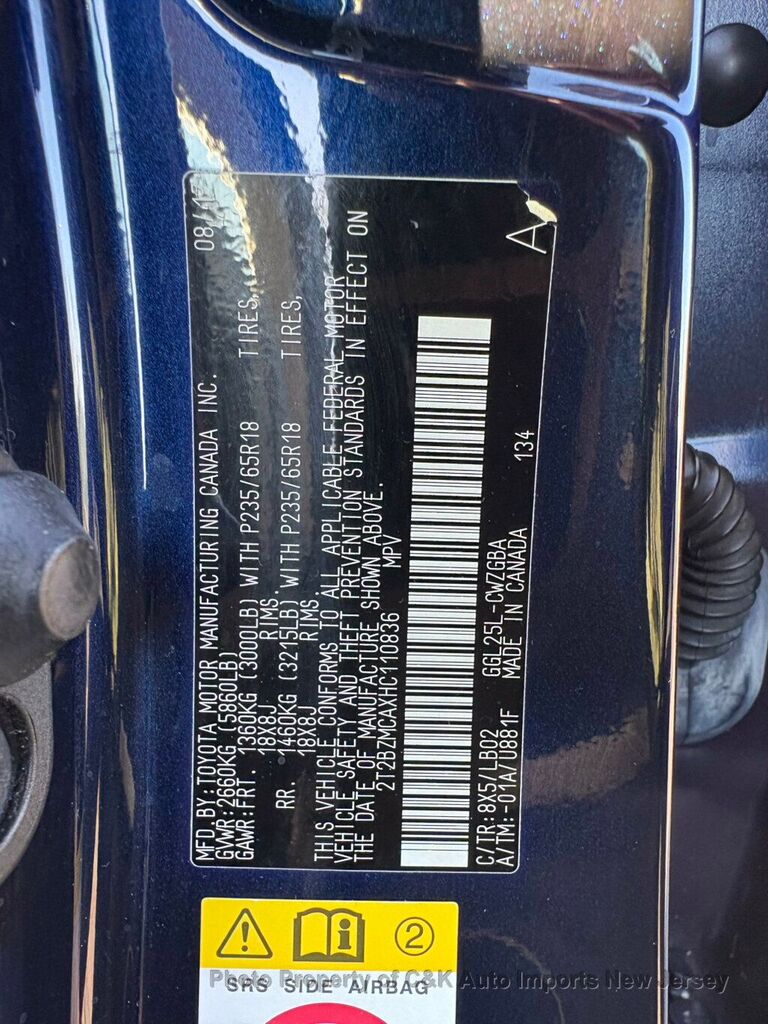 MFD.BY:TOYOTA MOTOR MANUFACTURING CANADA INC.
GVWR:2660KG (5860LB)
GAWR:FRT. 1360KG (3000LB) WITH P235/65R18 TIRES,
18X8J RIMS.
RR. 1460KG (3215LB) WITH P235/65R18 TIRES,
18X8J RIMS.
THIS VEHICLE CONFORMS TO ALL APPLICABLE FEDERAL MOTOR
VEHICLE SAFETY AND THEFT PREVENTION STANDARDS IN EFFECT ON
THE DATE OF MANUFACTURE SHOWN ABOVE.
2T2BZMCAXHC110836 MPV
C/TR:8X5/LB02 GGL25L-CWZGBA
A/TM:-01A/U881F MADE IN CANADA 134
A
2
Photo Property of C&K Auto Imports New Jersey
SRS SIDE AIRBAG